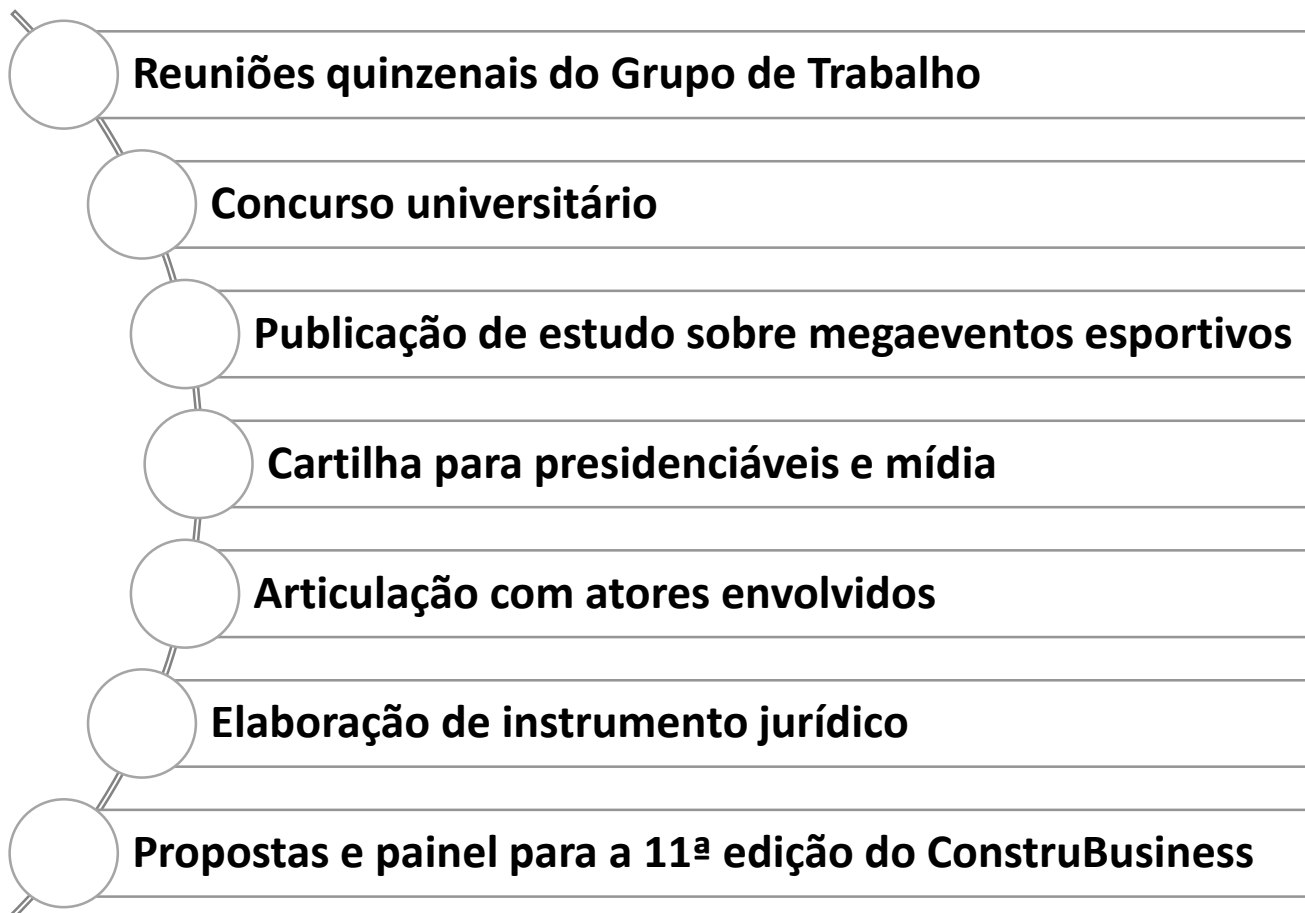 Reuniões quinzenais do Grupo de Trabalho
Concurso universitário
Publicação de estudo sobre megaeventos esportivos
Cartilha para presidenciáveis e mídia
Articulação com atores envolvidos
Elaboração de instrumento jurídico
Propostas e painel para a 11ª edição do ConstruBusiness